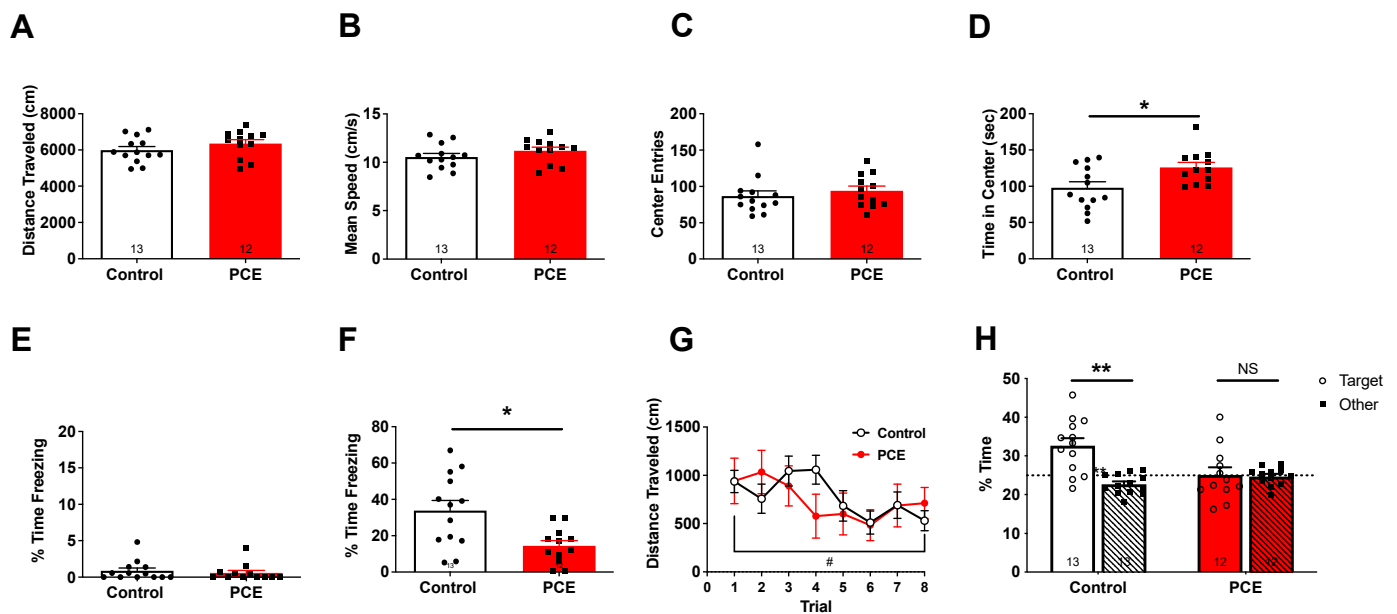 A
Distance Traveled (cm)
8000
6000
4000
2000
0
13
12
Control
PCE
B
Mean Speed (cm/s)
15
10
5
0
13
12
Control
PCE
C
Center Entries
200
150
100
50
0
13
12
Control
PCE
D
Time in Center (sec)
200
150
100
50
0
*
13
12
Control
PCE
E
% Time Freezing
20
15
10
5
0
Control
PCE
F
% Time Freezing
80
60
40
20
0
*
13
Control
PCE
G
Distance Traveled (cm)
1500
1000
500
0
Control
PCE
#
1 2 3 4 5 6 7 8
Trial
H
% Time
50
40
30
20
10
0
**
NS
**
Target
Other
13
13
12
12
Control
PCE